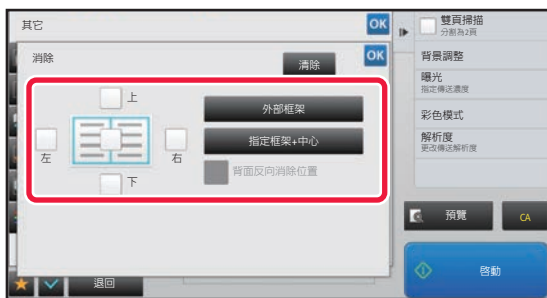 其它
OK
消除
清除
OK
上
左
右
下
外部框架
指定框架+中心
背面反向消除位置
退回
雙頁掃描
分割為2頁
背景調整
曝光
指定傳送濃度
彩色模式
解析度
更改傳送解析度
預覽
CA
啓動